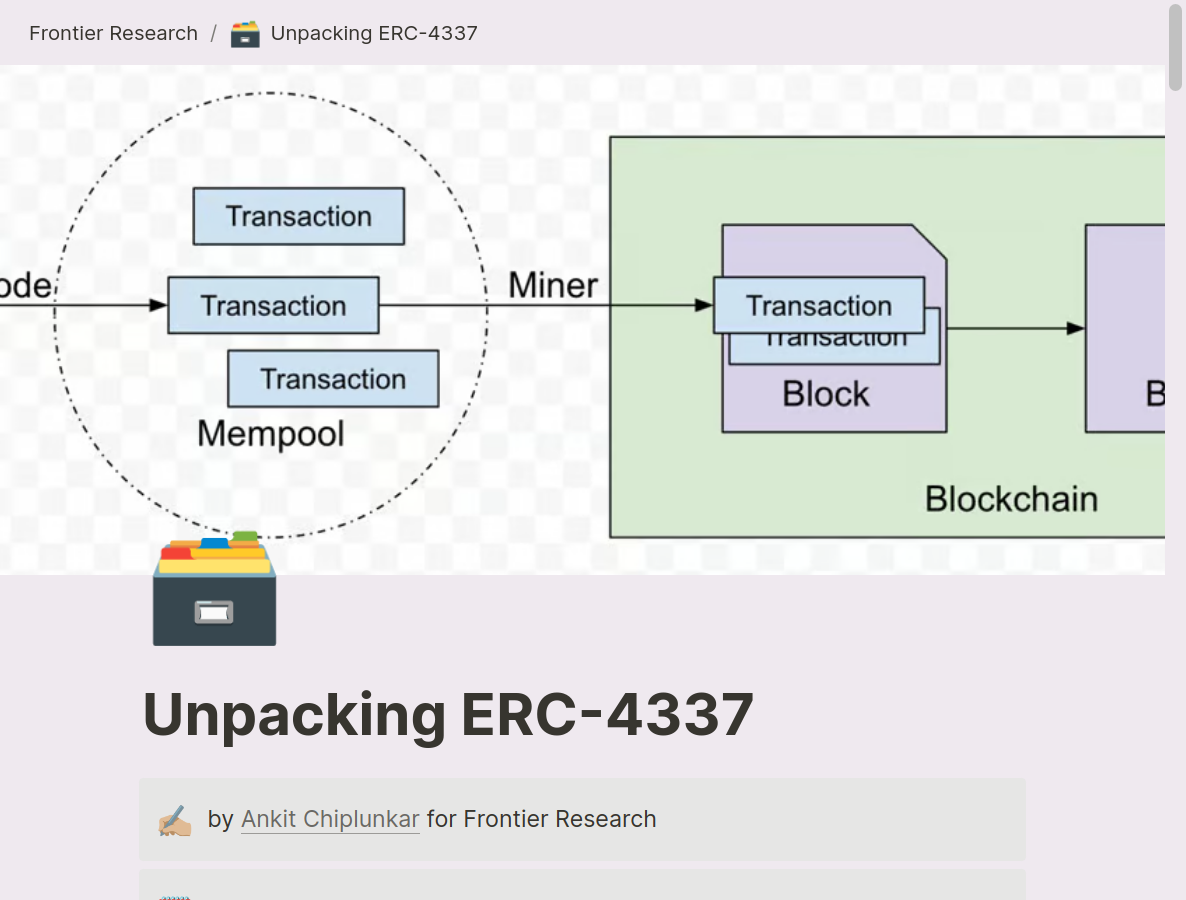 Frontier Research / Unpacking ERC-4337
Transaction
ode
Transaction
Miner
Transaction
Transaction
Transaction
Block
B
Mempool
Blockchain
Unpacking ERC-4337
by Ankit Chiplunkar for Frontier Research